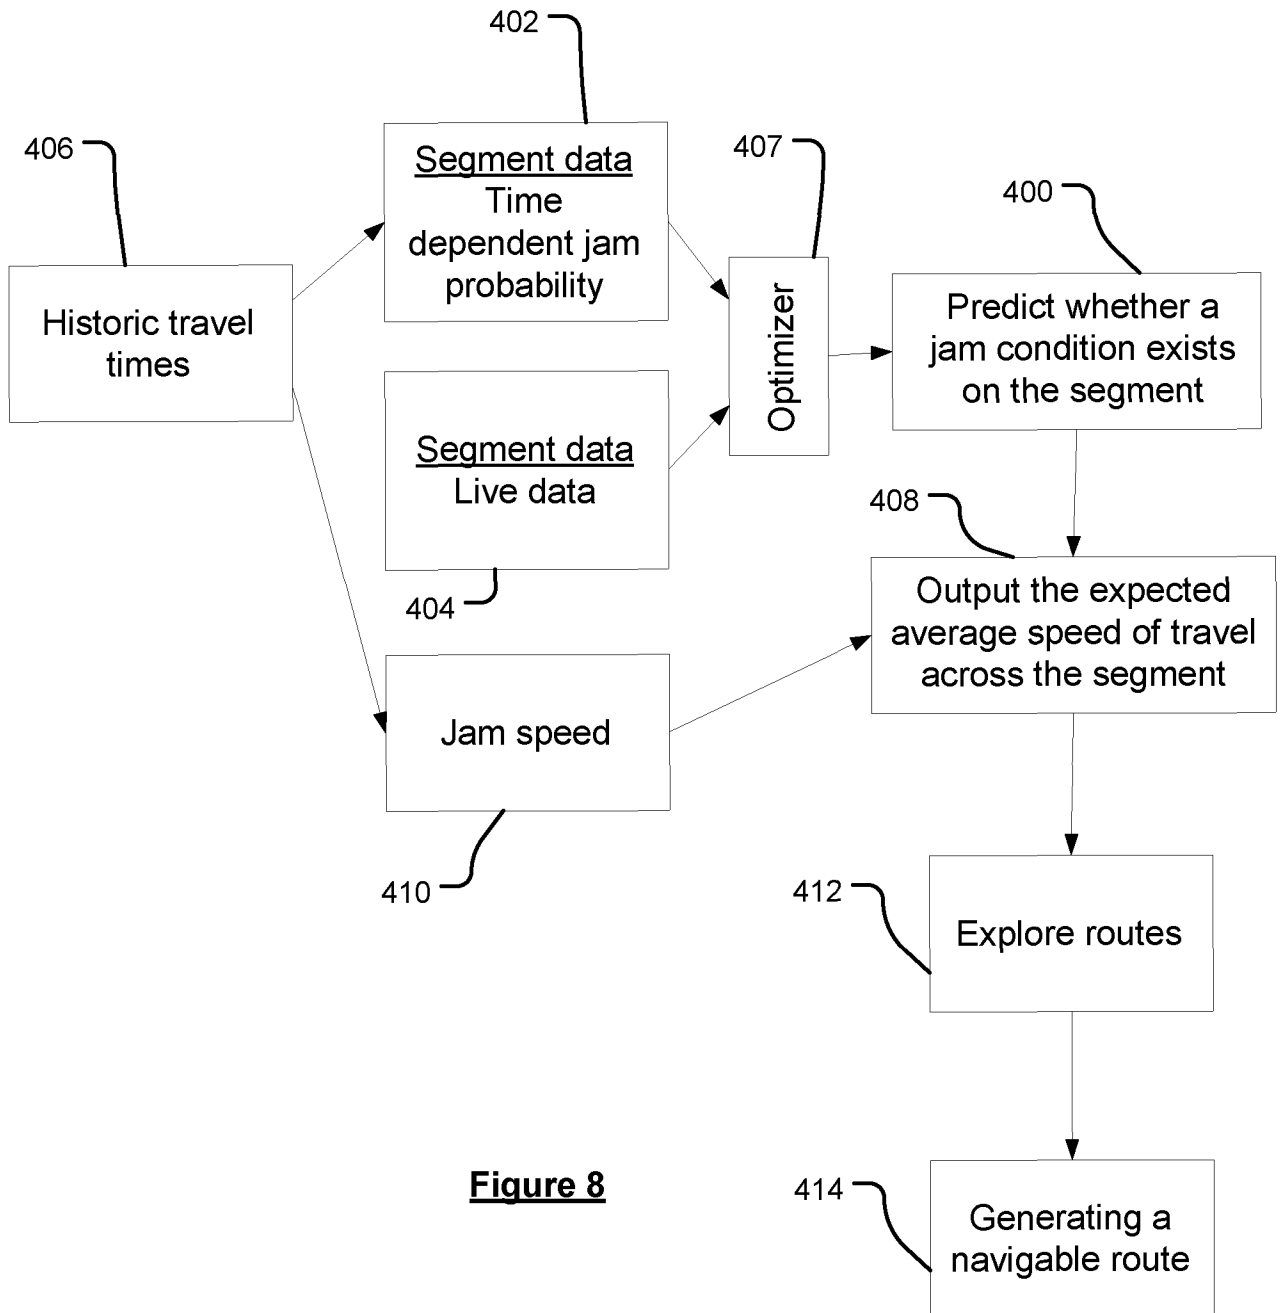 402
406
Segment data
Time
dependent jam
probability
407
400
Historic travel
times
Optimizer
Predict whether a
jam condition exists
on the segment
Segment data
Live data
404
408
Output the expected
average speed of travel
across the segment
Jam speed
410
412
Explore routes
Figure 8
414
Generating a
navigable route